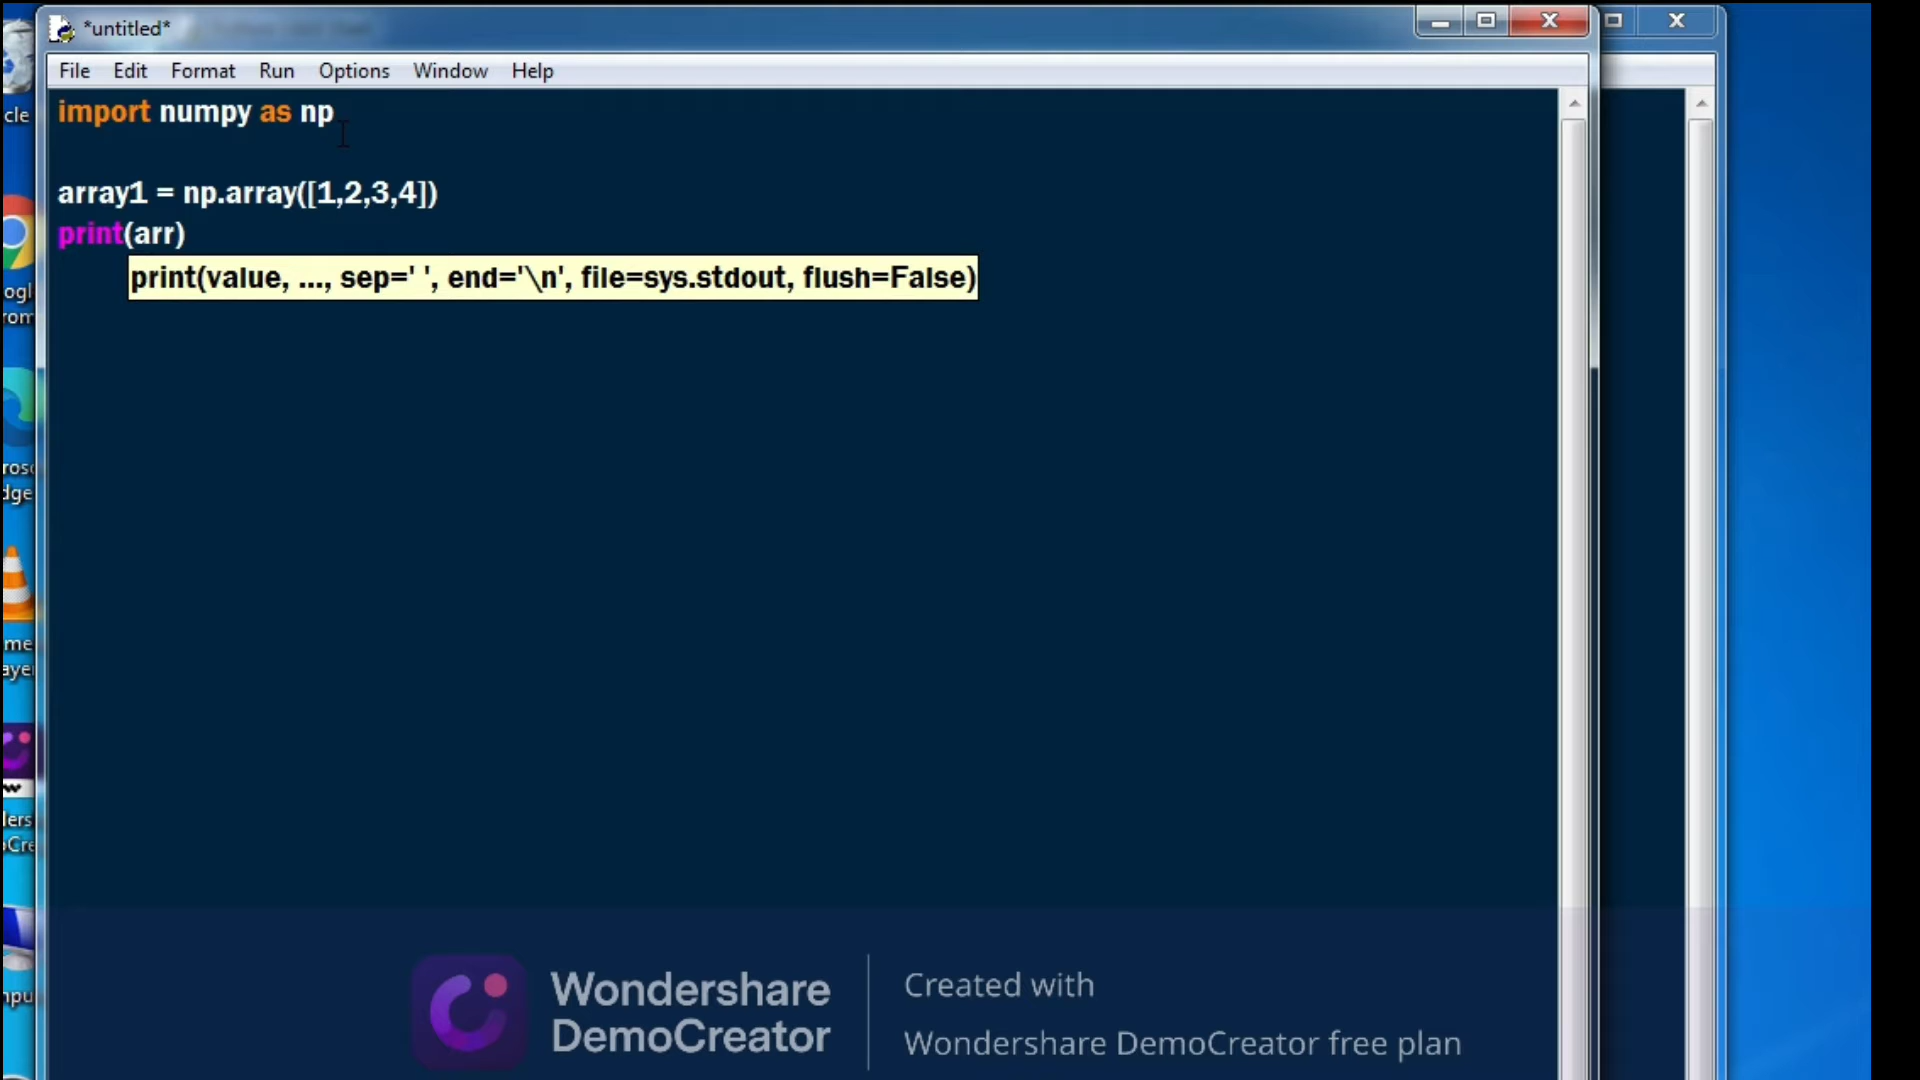 *untitled*
File Edit Format Run Options Window Help
import numpy as np
array1 = np.array([1,2,3,4])
print(arr)
print(value, ..., sep=' ', end='\n', file=sys.stdout, flush=False)
Wondershare
DemoCreator
Created with
Wondershare DemoCreator free plan